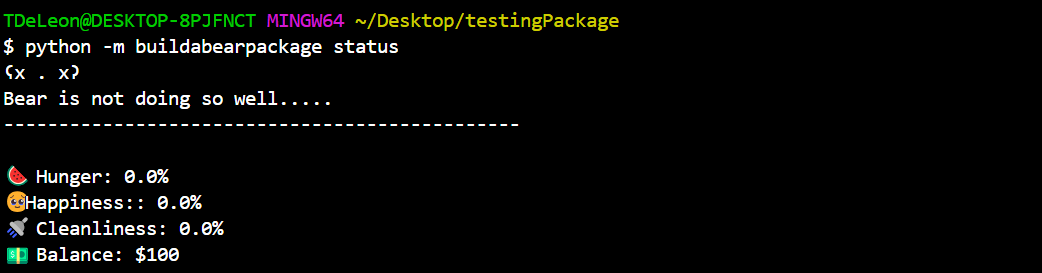 TDeLeon@DESKTOP-8PJFNCT MINGW64 ~/Desktop/testingPackage
$ python -m buildabearpackage status
ʕx . xʔ
Bear is not doing so well.....
-----------------------------------------------
🍉 Hunger: 0.0%
🥺Happiness:: 0.0%
🚿 Cleanliness: 0.0%
💵 Balance: $100